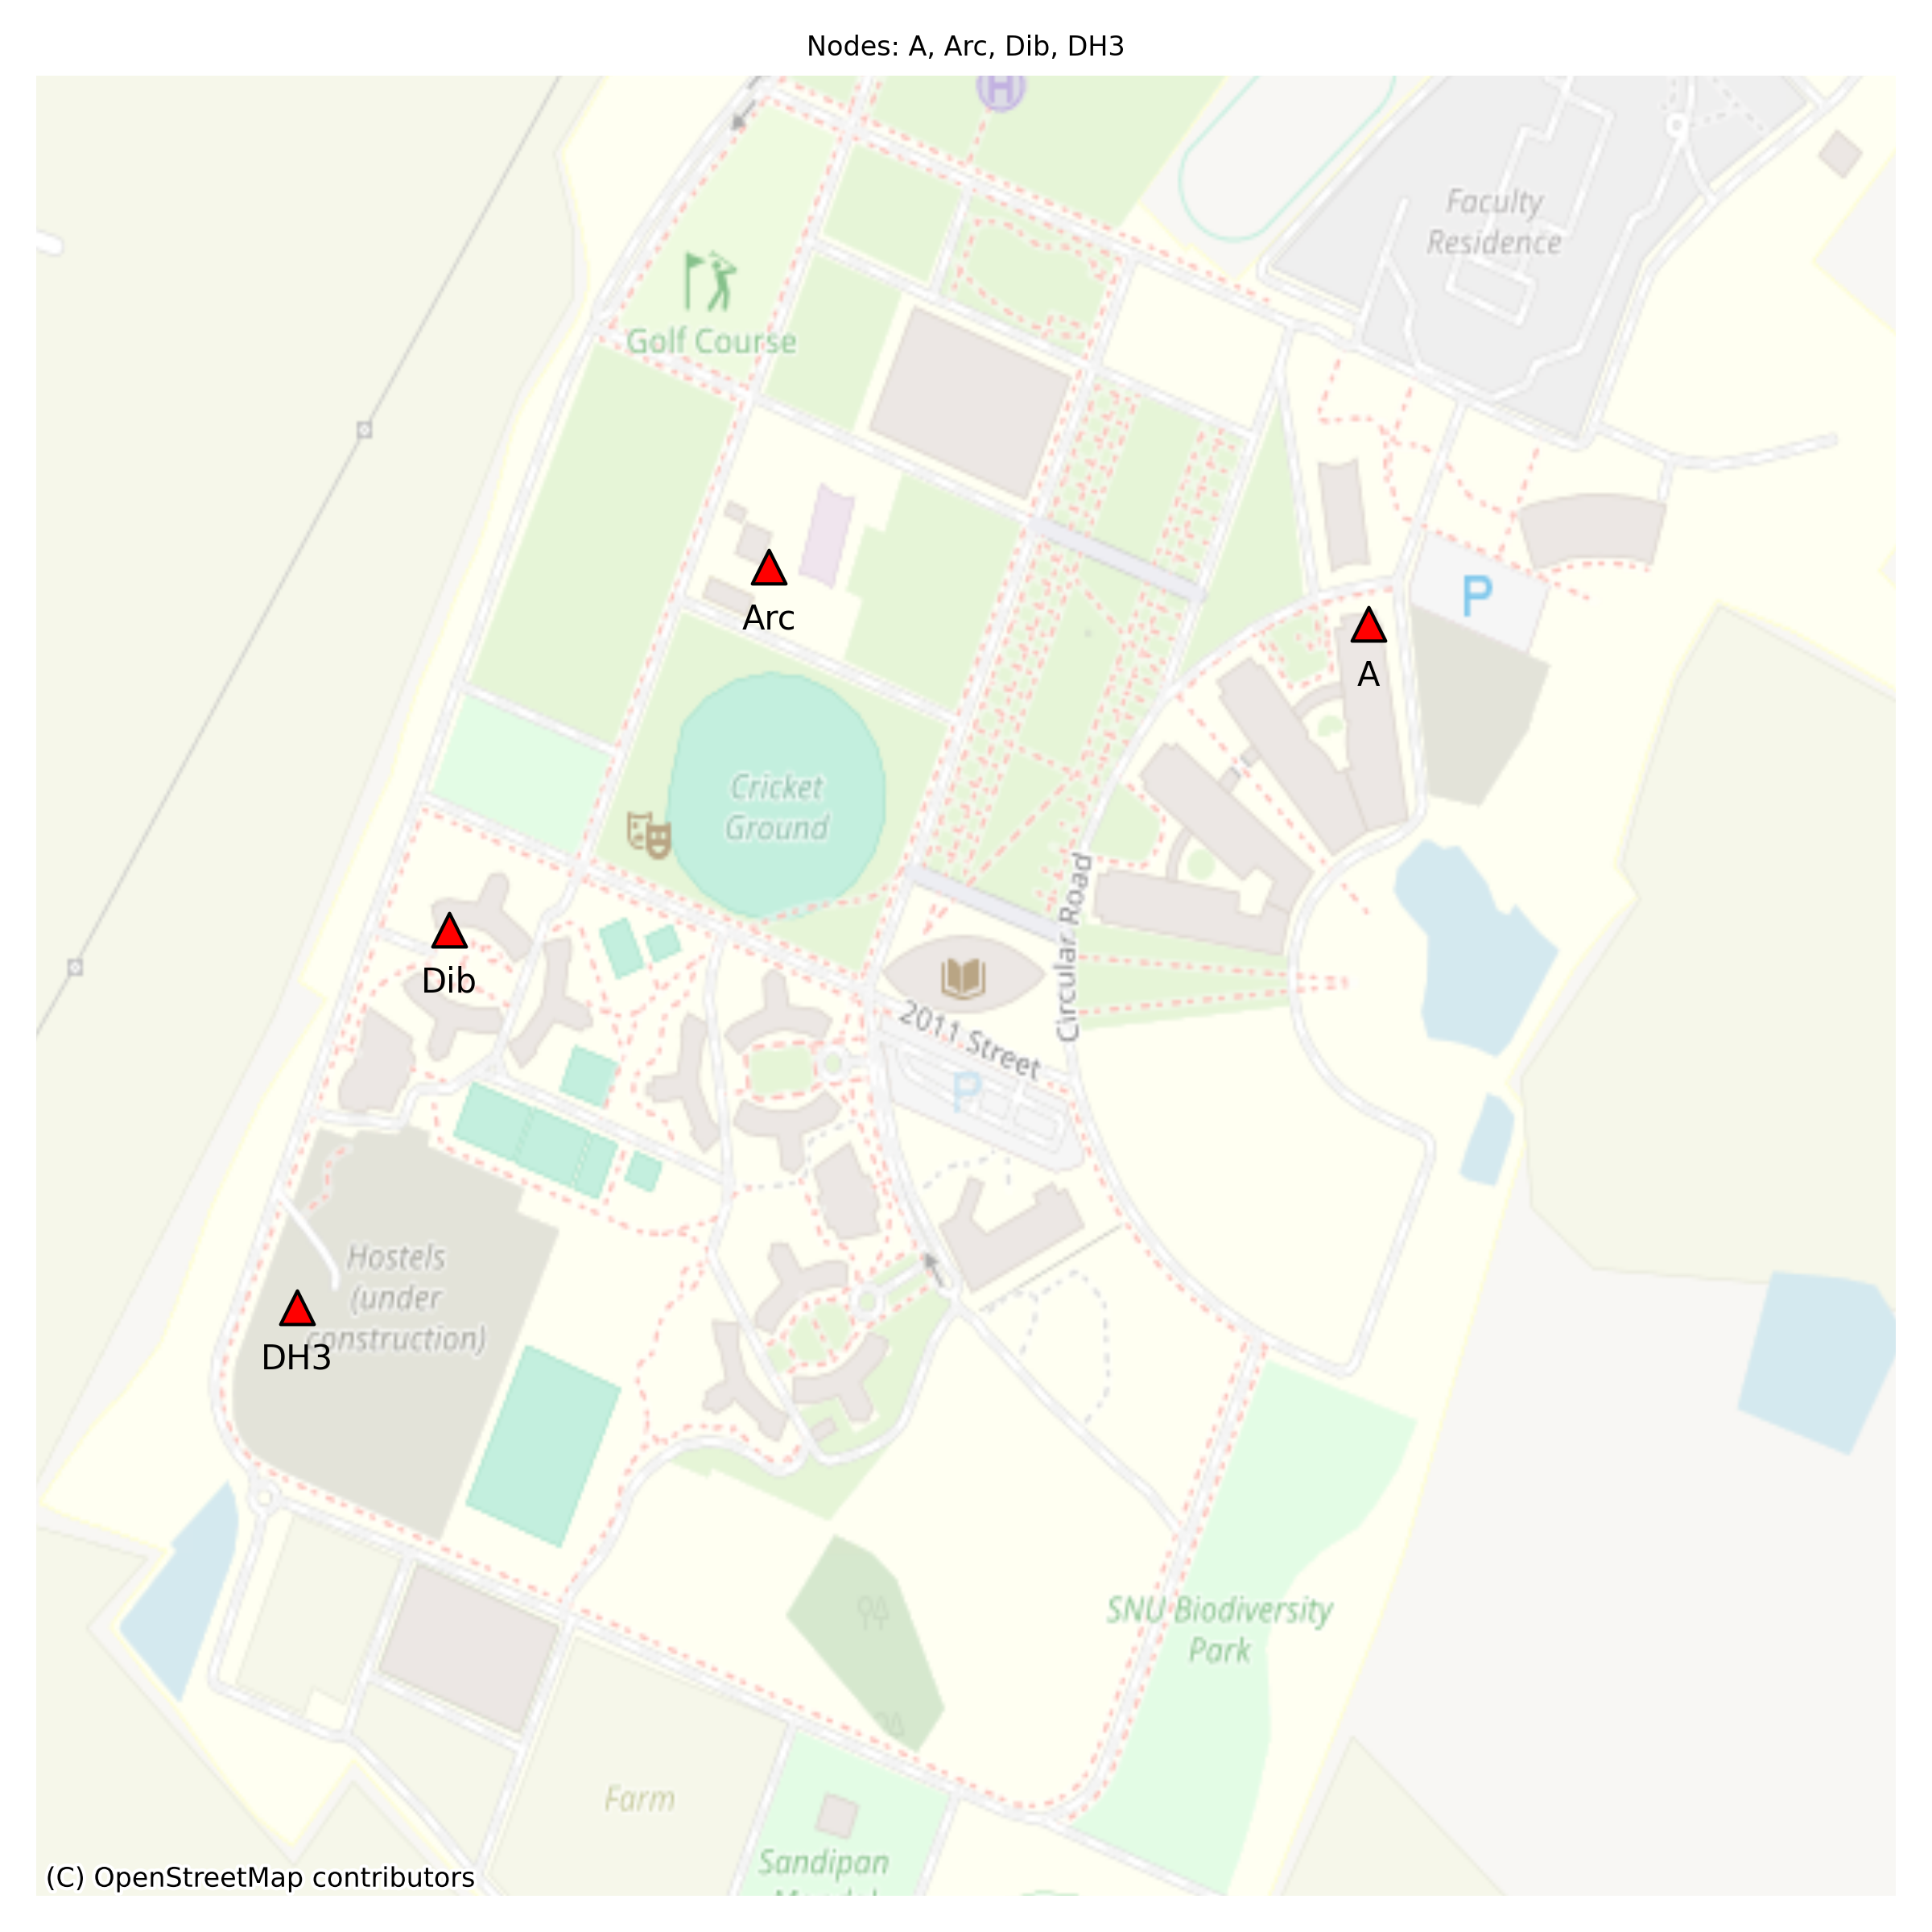 Nodes: A, Arc, Dib, DH3
H
Faculty
Residence
Golf Course
P
Arc
A
Cricket
Ground
Dib
Circular Road
2011 Street
P
Hostels
(under
construction)
DH3
SNU Biodiversity
Park
Farm
Sandipan
(C) OpenStreetMap contributors